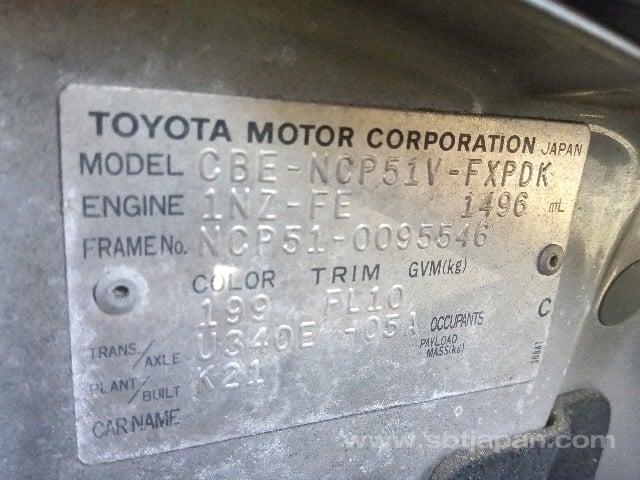 TOYOTA MOTOR CORPORATION JAPAN
MODEL CBE-NCP51V-FXPDK
ENGINE 1NZ-FE 1496 mL
FRAME No. NCP51-0095546
COLOR TRIM GVM(kg)
199 FL10 C
TRANS/AXLE U340E -05A OCCUPANTS
PAYLOAD MASS(kg)
PLANT/BUILT K21
CAR NAME
www.sbtjapan.com